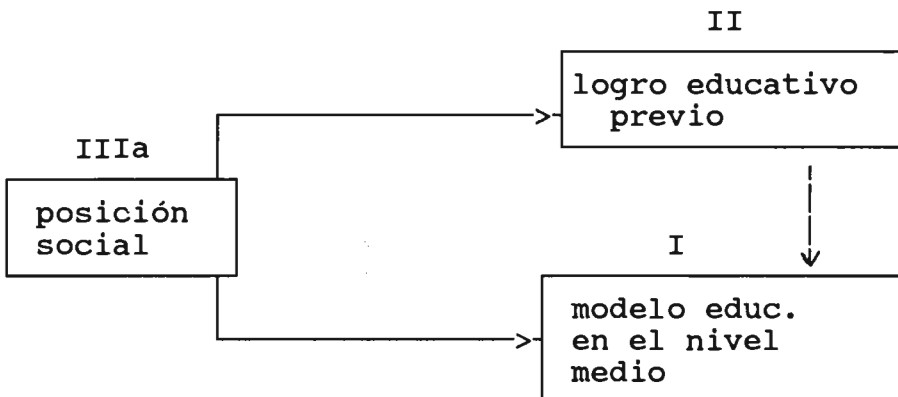 II
logro educativo
previo
IIIa
posición
social
I
modelo educ.
en el nivel
medio